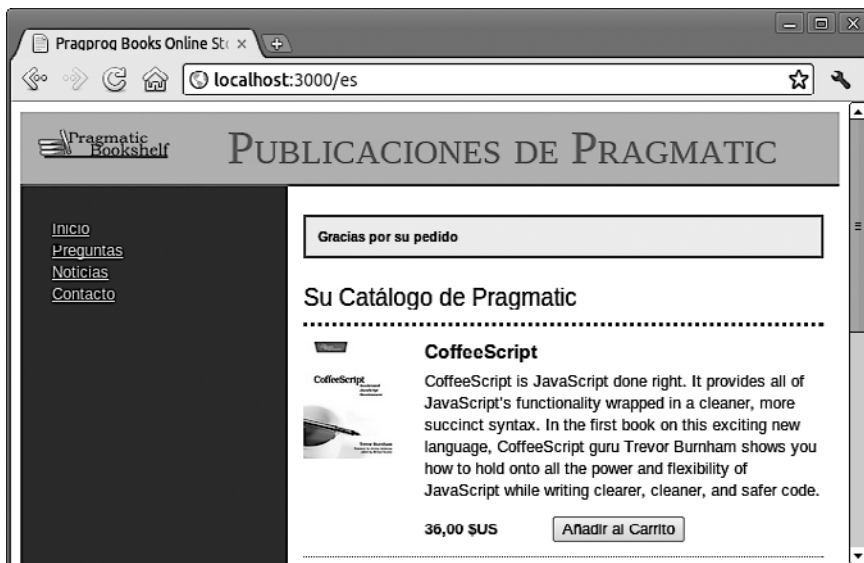 Pragprog Books Online Sto
localhost:3000/es
Pragmatic
Bookshelf
PUBLICACIONES DE PRAGMATIC
Inicio
Preguntas
Noticias
Contacto
Gracias por su pedido
Su Catálogo de Pragmatic
CoffeeScript
CoffeeScript
CoffeeScript is JavaScript done right. It provides all of
JavaScript's functionality wrapped in a cleaner, more
succinct syntax. In the first book on this exciting new
language, CoffeeScript guru Trevor Burnham shows you
how to hold onto all the power and flexibility of
JavaScript while writing clearer, cleaner, and safer code.
Trevor Burnham
36,00 $US
Añadir al Carrito